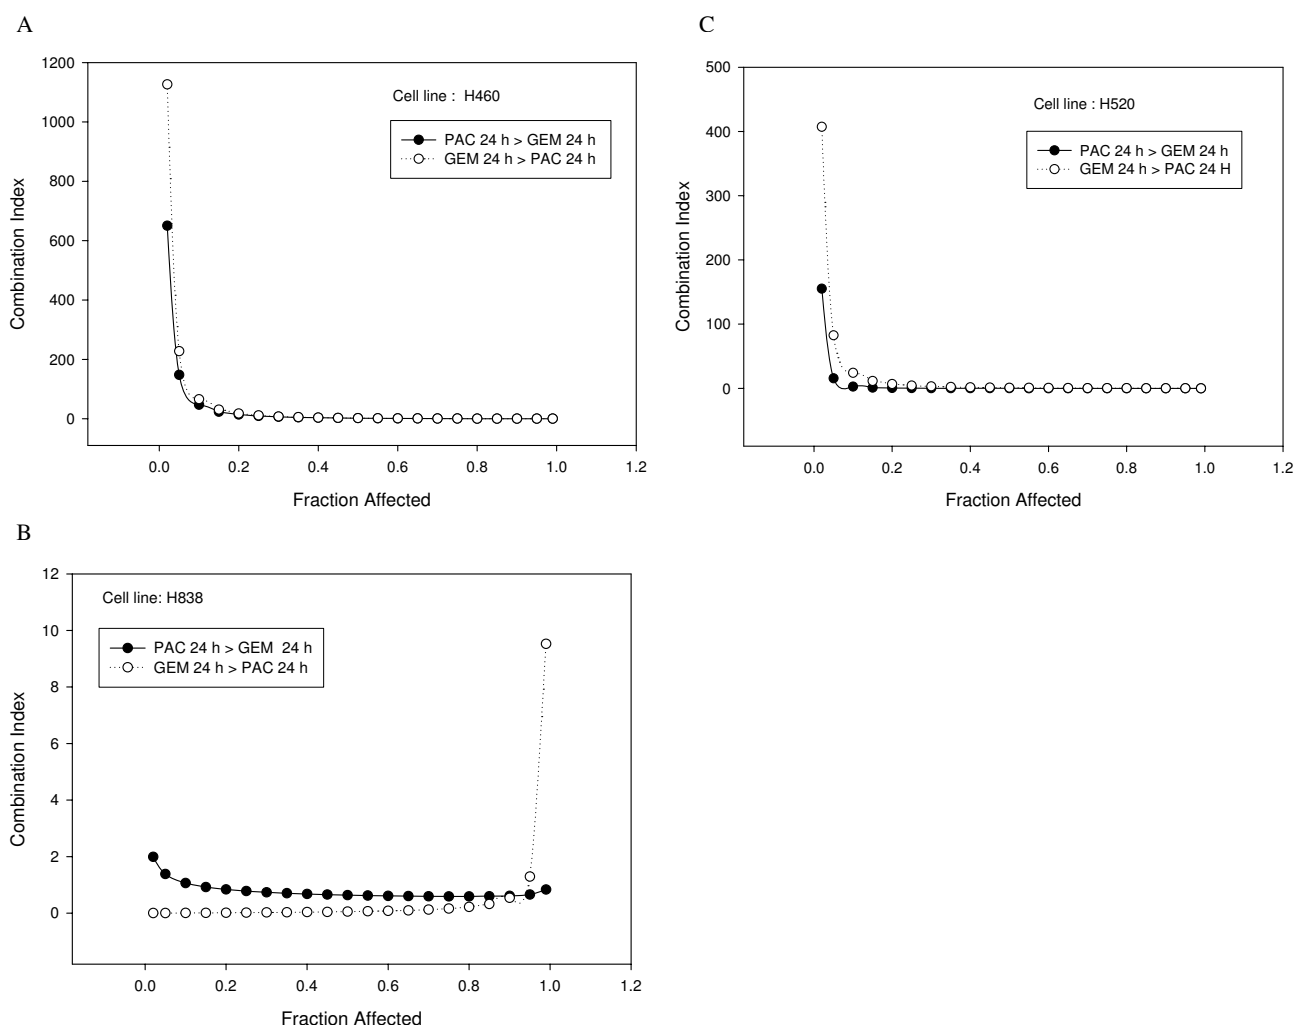 A
1200
1000
800
600
400
200
0
Combination Index
Cell line : H460
PAC 24 h > GEM 24 h
GEM 24 h > PAC 24 h
0.0 0.2 0.4 0.6 0.8 1.0 1.2
Fraction Affected
C
500
400
300
200
100
0
Combination Index
Cell line : H520
PAC 24 h > GEM 24 h
GEM 24 h > PAC 24 H
0.0 0.2 0.4 0.6 0.8 1.0 1.2
Fraction Affected
B
12
10
8
6
4
2
0
Combination Index
Cell line: H838
PAC 24 h > GEM 24 h
GEM 24 h > PAC 24 h
0.0 0.2 0.4 0.6 0.8 1.0 1.2
Fraction Affected